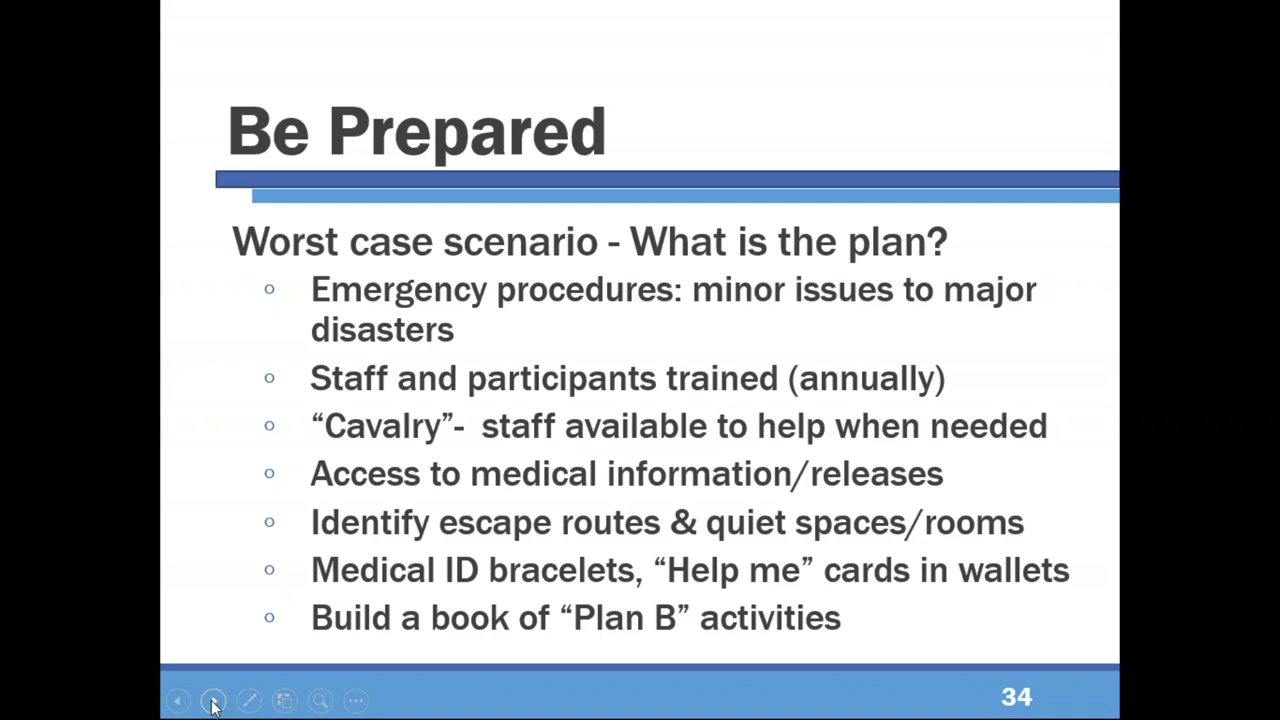 Be Prepared
Worst case scenario - What is the plan?
Emergency procedures: minor issues to major
disasters
Staff and participants trained (annually)
“Cavalry”-  staff available to help when needed
Access to medical information/releases
Identify escape routes & quiet spaces/rooms
Medical ID bracelets, “Help me” cards in wallets
Build a book of “Plan B” activities
34